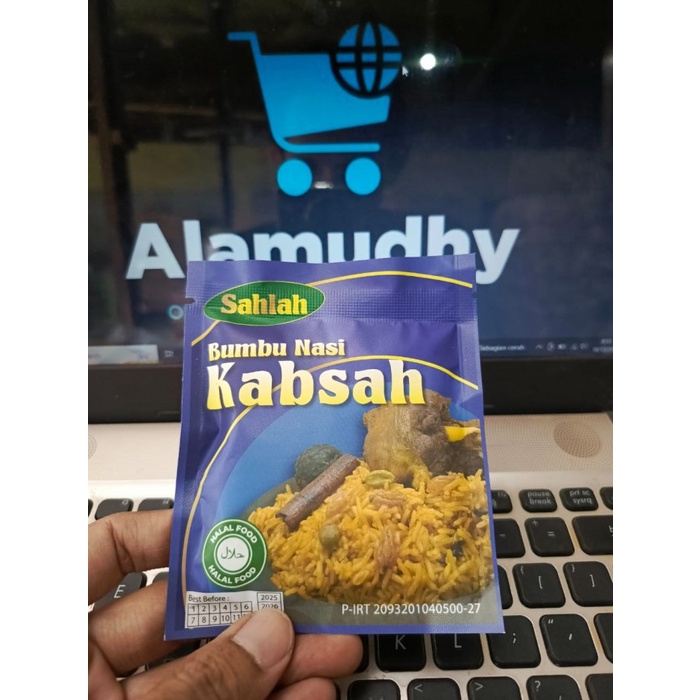 Alamudhy
Sahlah
Bumbu Nasi
Kabsah
HALAL FOOD
حلال
HALAL FOOD
Best Before :
2025
1 2 3 4 5 6
2026
7 8 9 10 11
P-IRT 2093201040500-27
pause
break
prt sc
sysrq
E
K
L